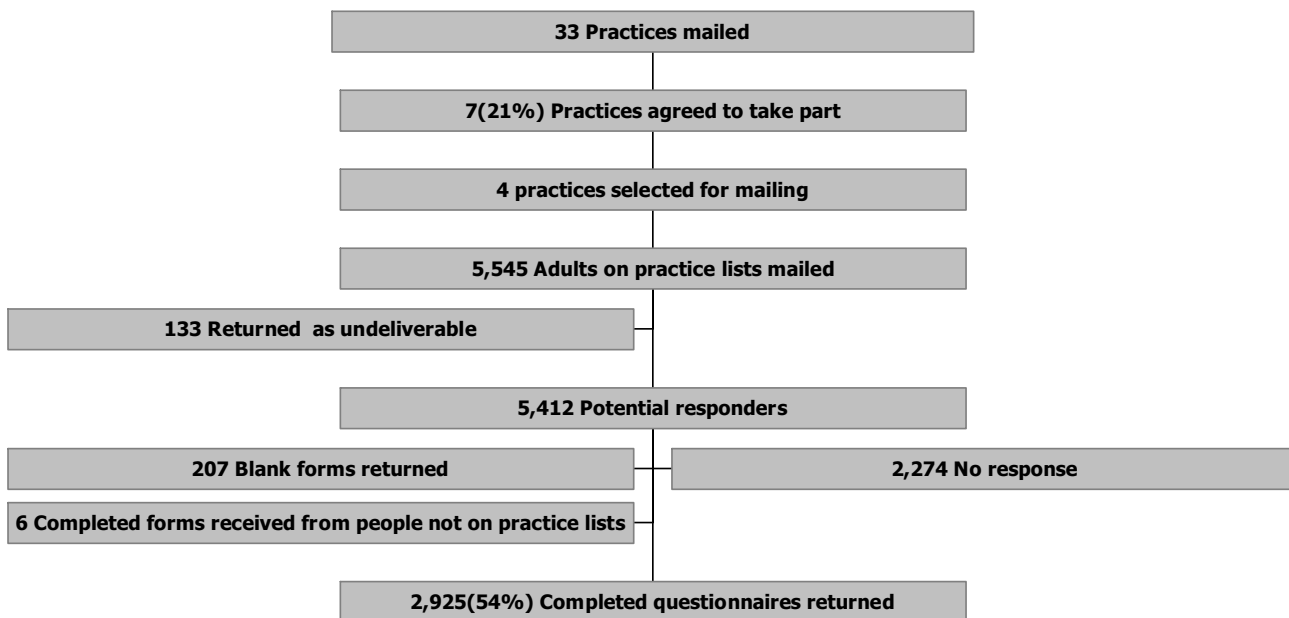 33 Practices mailed
7(21%) Practices agreed to take part
4 practices selected for mailing
5,545 Adults on practice lists mailed
133 Returned  as undeliverable
5,412 Potential responders
207 Blank forms returned
2,274 No response
6 Completed forms received from people not on practice lists
2,925(54%) Completed questionnaires returned